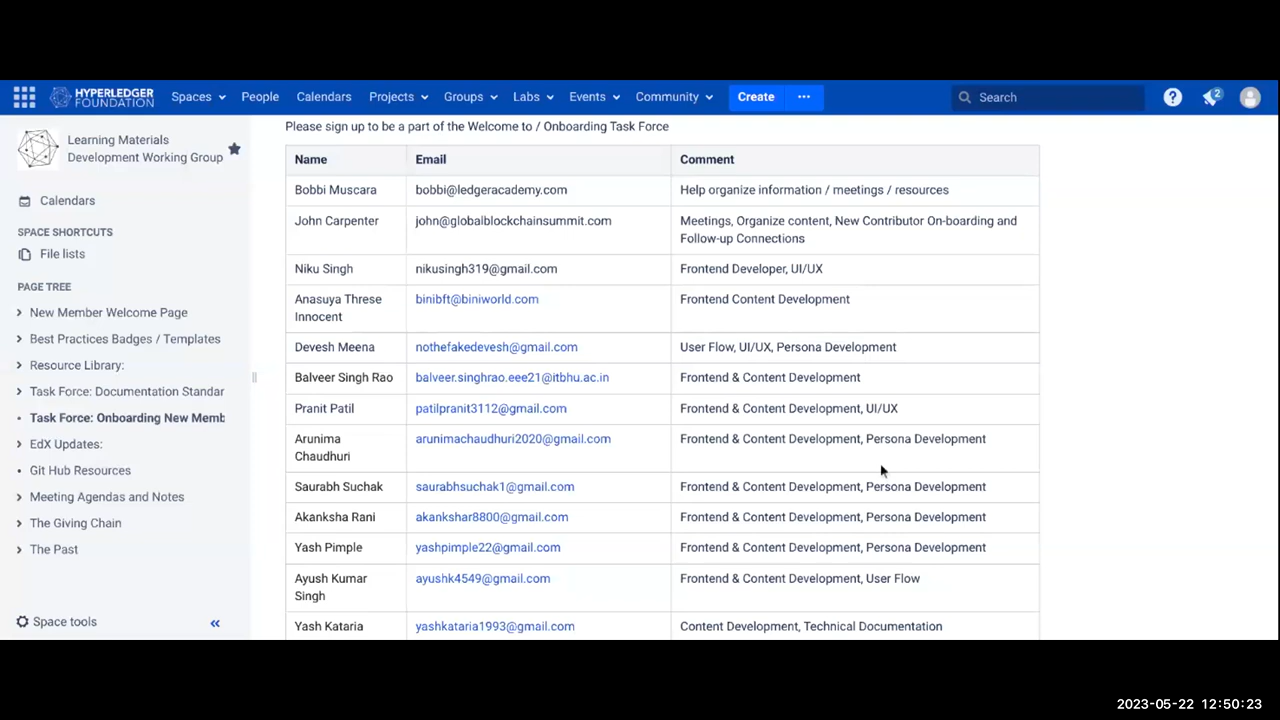 HYPERLEDGER
FOUNDATION
Spaces People Calendars Projects Groups Labs Events Community Create ··· Search ? 2
Learning Materials
Development Working Group
Calendars
SPACE SHORTCUTS
File lists
PAGE TREE
New Member Welcome Page
Best Practices Badges / Templates
Resource Library:
Task Force: Documentation Standar
Task Force: Onboarding New Memb
EdX Updates:
Git Hub Resources
Meeting Agendas and Notes
The Giving Chain
The Past
Space tools
Please sign up to be a part of the Welcome to / Onboarding Task Force
Name Email Comment
Bobbi Muscara bobbi@ledgeracademy.com Help organize information / meetings / resources
John Carpenter john@globalblockchainsummit.com Meetings, Organize content, New Contributor On-boarding and
Follow-up Connections
Niku Singh nikusingh319@gmail.com Frontend Developer, UI/UX
Anasuya Threse binibft@biniworld.com Frontend Content Development
Innocent
Devesh Meena nothefakedevesh@gmail.com User Flow, UI/UX, Persona Development
Balveer Singh Rao balveer.singhrao.eee21@itbhu.ac.in Frontend & Content Development
Pranit Patil patilpranit3112@gmail.com Frontend & Content Development, UI/UX
Arunima arunimachaudhuri2020@gmail.com Frontend & Content Development, Persona Development
Chaudhuri
Saurabh Suchak saurabhsuchak1@gmail.com Frontend & Content Development, Persona Development
Akanksha Rani akankshar8800@gmail.com Frontend & Content Development, Persona Development
Yash Pimple yashpimple22@gmail.com Frontend & Content Development, Persona Development
Ayush Kumar ayushk4549@gmail.com Frontend & Content Development, User Flow
Singh
Yash Kataria yashkataria1993@gmail.com Content Development, Technical Documentation
2023-05-22 12:50:23